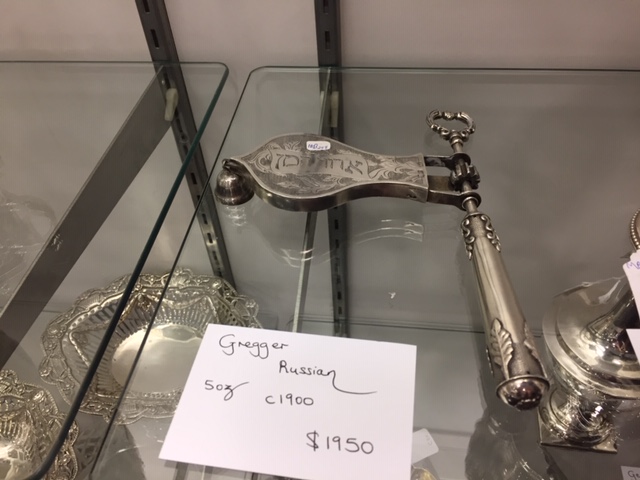 Gregger
Russian
5oz c1900
$1950